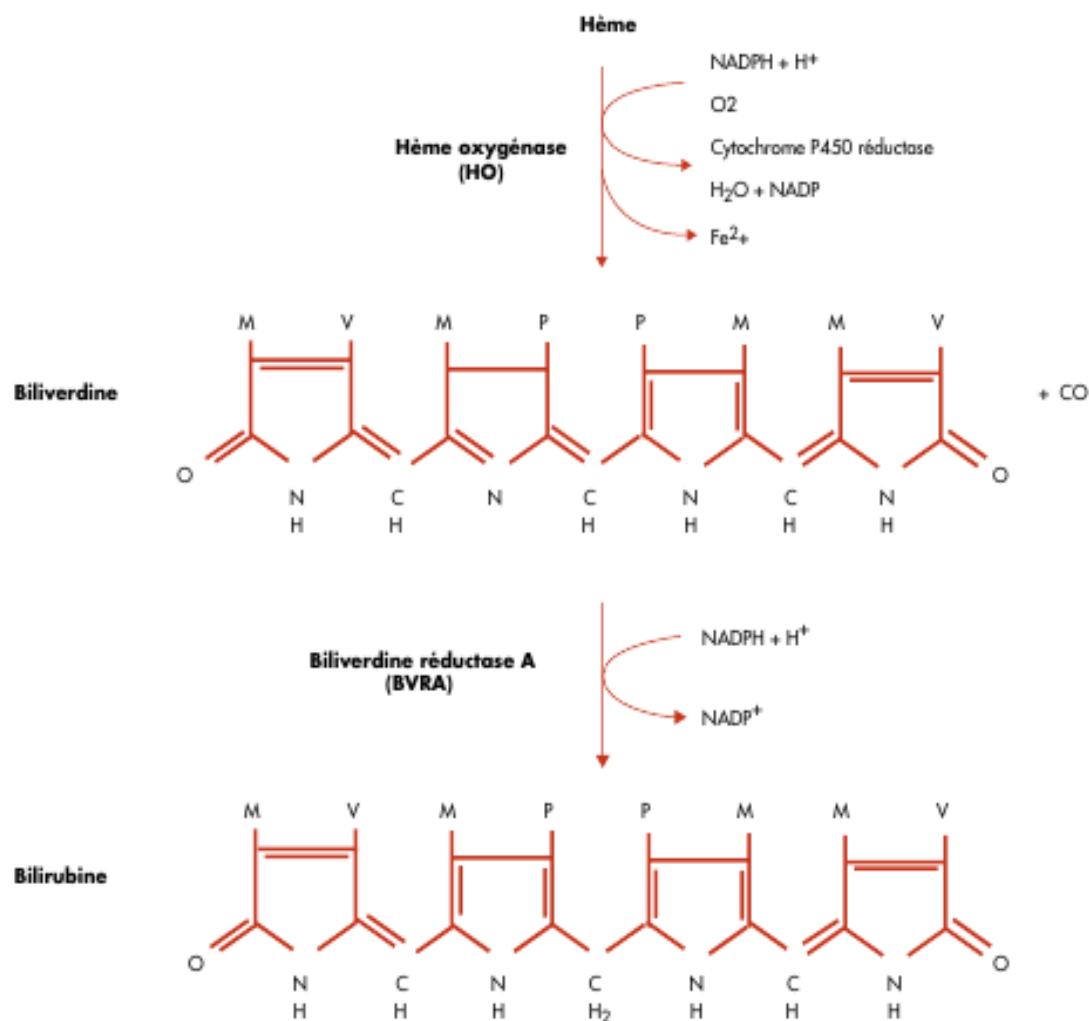 Hème
NADPH + H⁺
O2
Hème oxygénase
(HO)
Cytochrome P450 réductase
H₂O + NADP
Fe²⁺
M V M P P M M V
Biliverdine
+ CO
O O
N C N C N C N
H H H H H H
NADPH + H⁺
Biliverdine réductase A
(BVRA)
NADP⁺
M V M P P M M V
Bilirubine
O O
N C N C N C N
H H H H₂ H H H